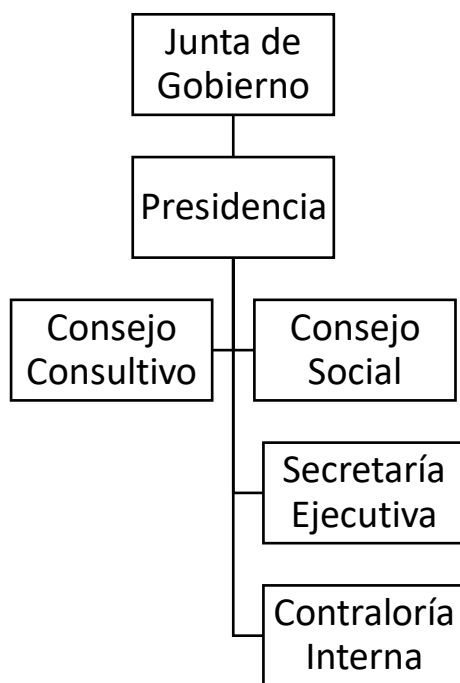 Junta de
Gobierno
Presidencia
Consejo
Consultivo
Consejo
Social
Secretaría
Ejecutiva
Contraloría
Interna